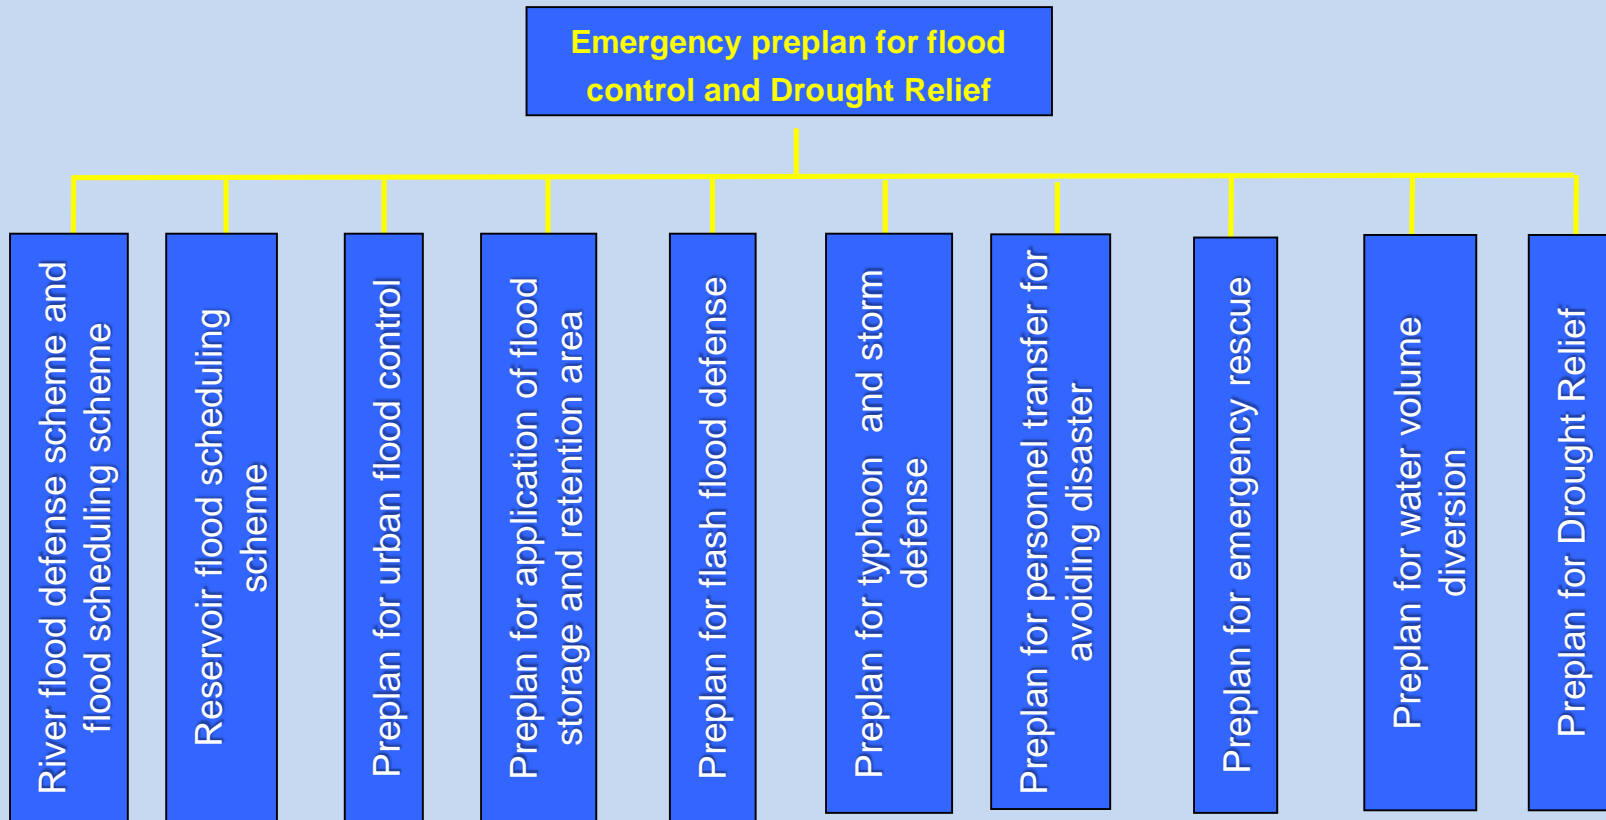 Emergency preplan for flood
control and Drought Relief
River flood defense scheme and
flood scheduling scheme
Reservoir flood scheduling
scheme
Preplan for urban flood control
Preplan for application of flood
storage and retention area
Preplan for flash flood defense
Preplan for typhoon and storm
defense
Preplan for personnel transfer for
avoiding disaster
Preplan for emergency rescue
Preplan for water volume
diversion
Preplan for Drought Relief